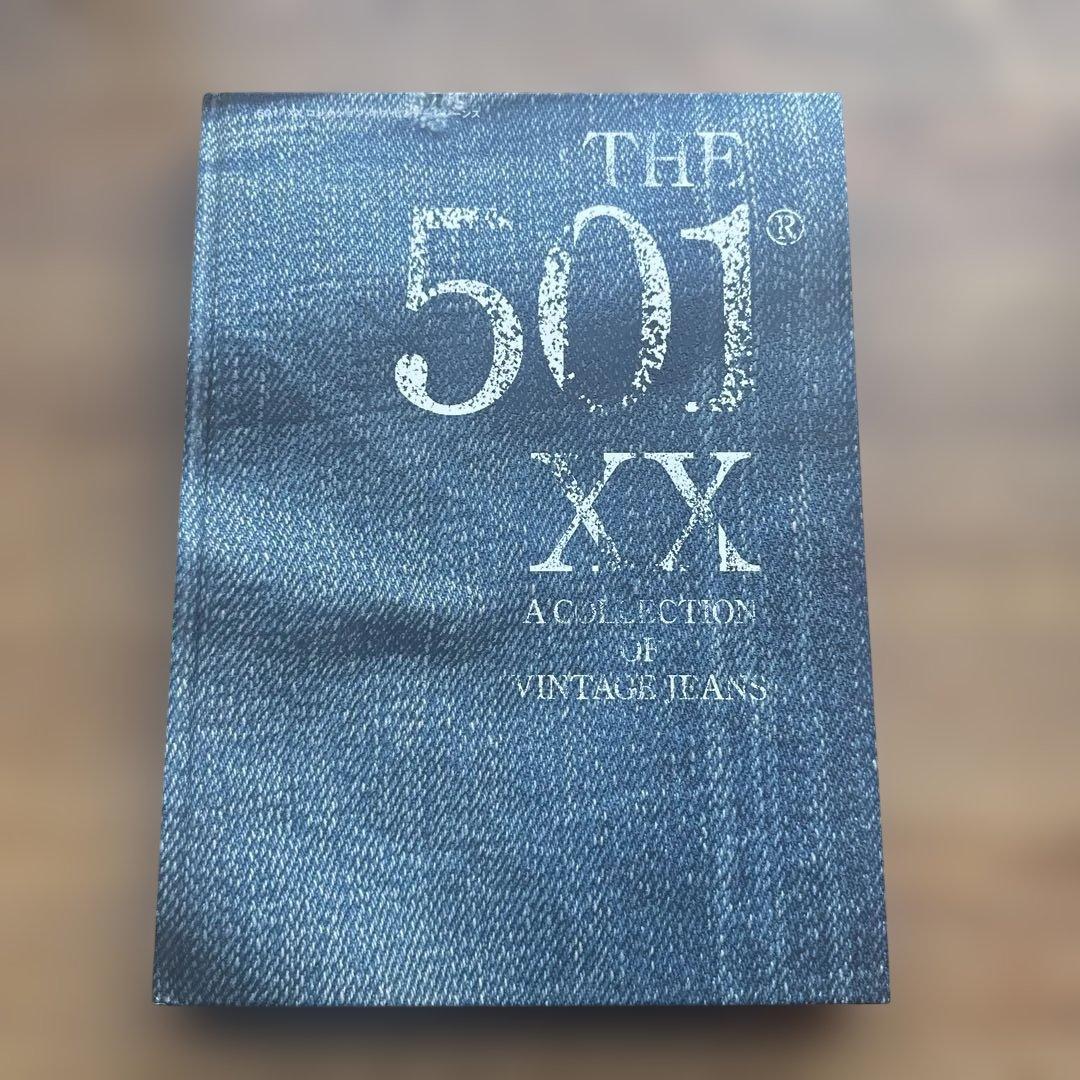 THE
501®
XX
A COLLECTION
OF
VINTAGE JEANS